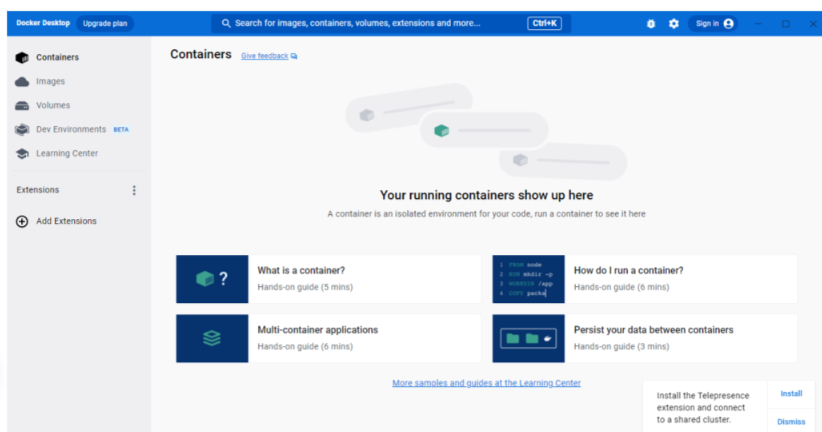 Docker Desktop Upgrade plan Search for images, containers, volumes, extensions and more... Ctrl+K Sign in
Containers
Images
Volumes
Dev Environments BETA
Learning Center
Extensions
Add Extensions
Containers Give feedback
Your running containers show up here
A container is an isolated environment for your code, run a container to see it here
?
What is a container?
Hands-on guide (5 mins)
1 FROM node
2 RUN mkdir -p
3 WORKDIR /app
4 COPY packa
How do I run a container?
Hands-on guide (6 mins)
Multi-container applications
Hands-on guide (6 mins)
Persist your data between containers
Hands-on guide (3 mins)
More samples and guides at the Learning Center
Install the Telepresence
extension and connect
to a shared cluster.
Install
Dismiss